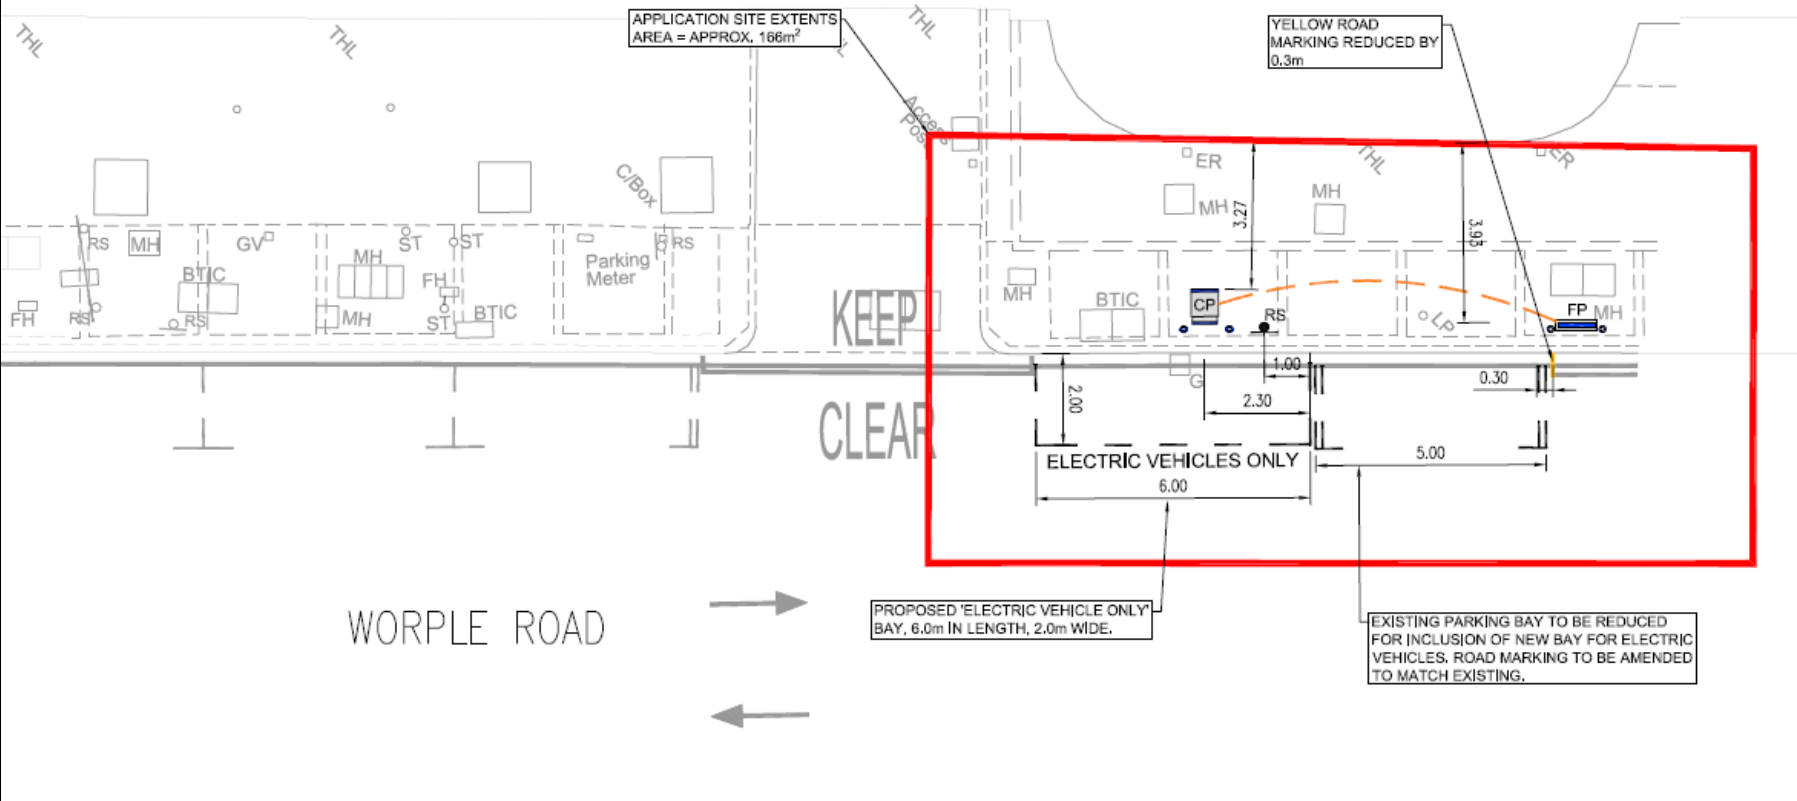 APPLICATION SITE EXTENTS
AREA = APPROX. 166m²
YELLOW ROAD
MARKING REDUCED BY
0.3m
THL
THL
THL
THL
Access
Post
ER
THL
ER
MH
MH
3.27
3.93
C/Box
RS
MH
GV
ST
ST
RS
BTIC
MH
FH
Parking
Meter
MH
BTIC
CP
RS
FP
MH
FH
RS
RS
MH
ST
BTIC
LP
KEEP
CLEAR
G
1.00
2.00
2.30
0.30
ELECTRIC VEHICLES ONLY
5.00
6.00
WORPLE ROAD
PROPOSED 'ELECTRIC VEHICLE ONLY'
BAY, 6.0m IN LENGTH, 2.0m WIDE.
EXISTING PARKING BAY TO BE REDUCED
FOR INCLUSION OF NEW BAY FOR ELECTRIC
VEHICLES. ROAD MARKING TO BE AMENDED
TO MATCH EXISTING.